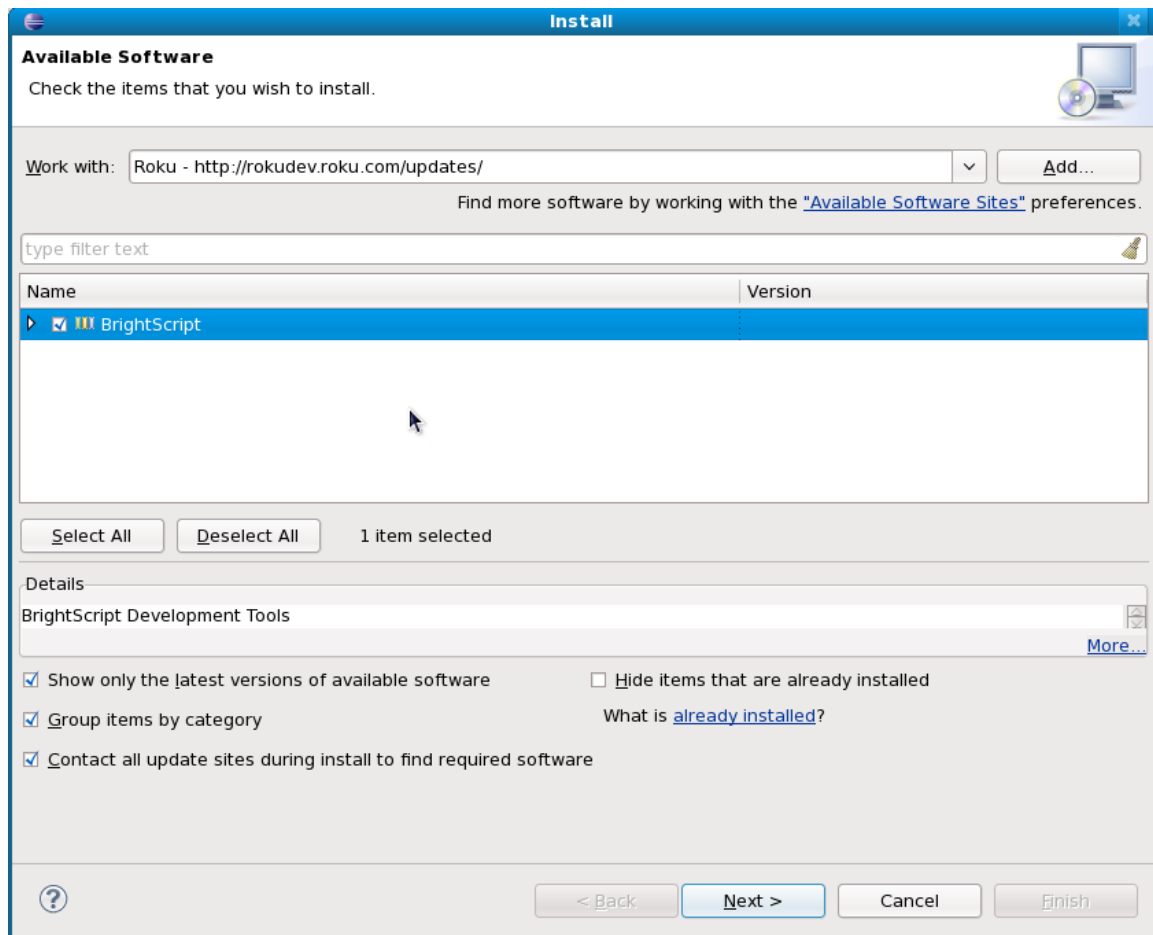 Install
Available Software
Check the items that you wish to install.
Work with: Roku - http://rokudev.roku.com/updates/ Add...
Find more software by working with the "Available Software Sites" preferences.
type filter text
Name Version
BrightScript
Select All Deselect All 1 item selected
Details
BrightScript Development Tools
More...
Show only the latest versions of available software Hide items that are already installed
Group items by category What is already installed?
Contact all update sites during install to find required software
? < Back Next > Cancel Finish